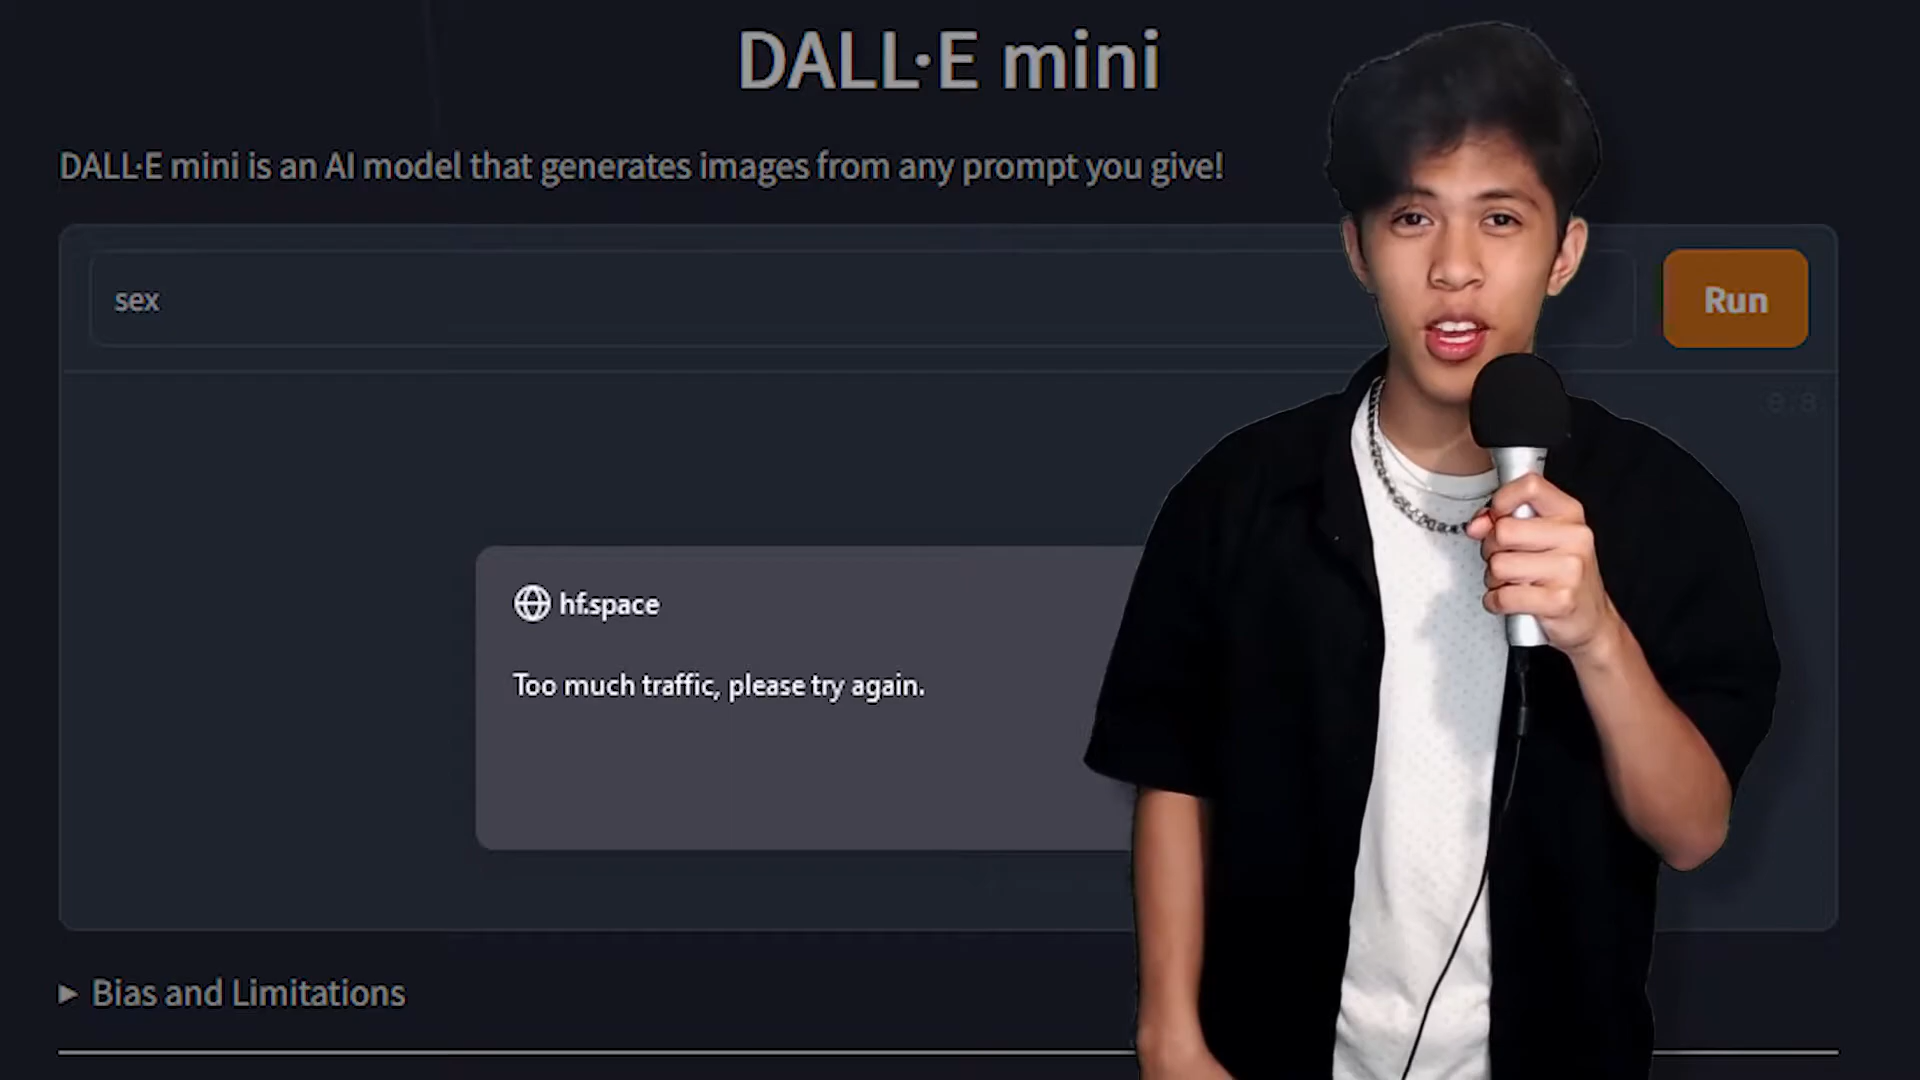 DALL·E mini
DALL·E mini is an AI model that generates images from any prompt you give!
sex
Run
hf.space
Too much traffic, please try again.
▸ Bias and Limitations